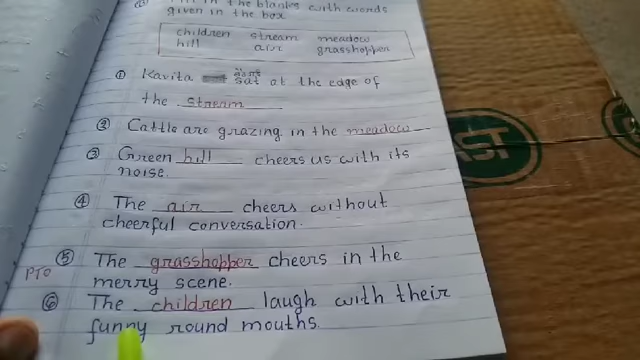 in the blanks with words
given in the box
children stream meadow
hill air grasshopper
① Kavita sat at the edge of
the stream
② Cattle are grazing in the meadow
③ Green hill cheers us with its
noise.
④ The air cheers without
cheerful conversation.
⑤ The grasshopper cheers in the
PTO merry scene.
⑥ The children laugh with their
funny round mouths.
AST